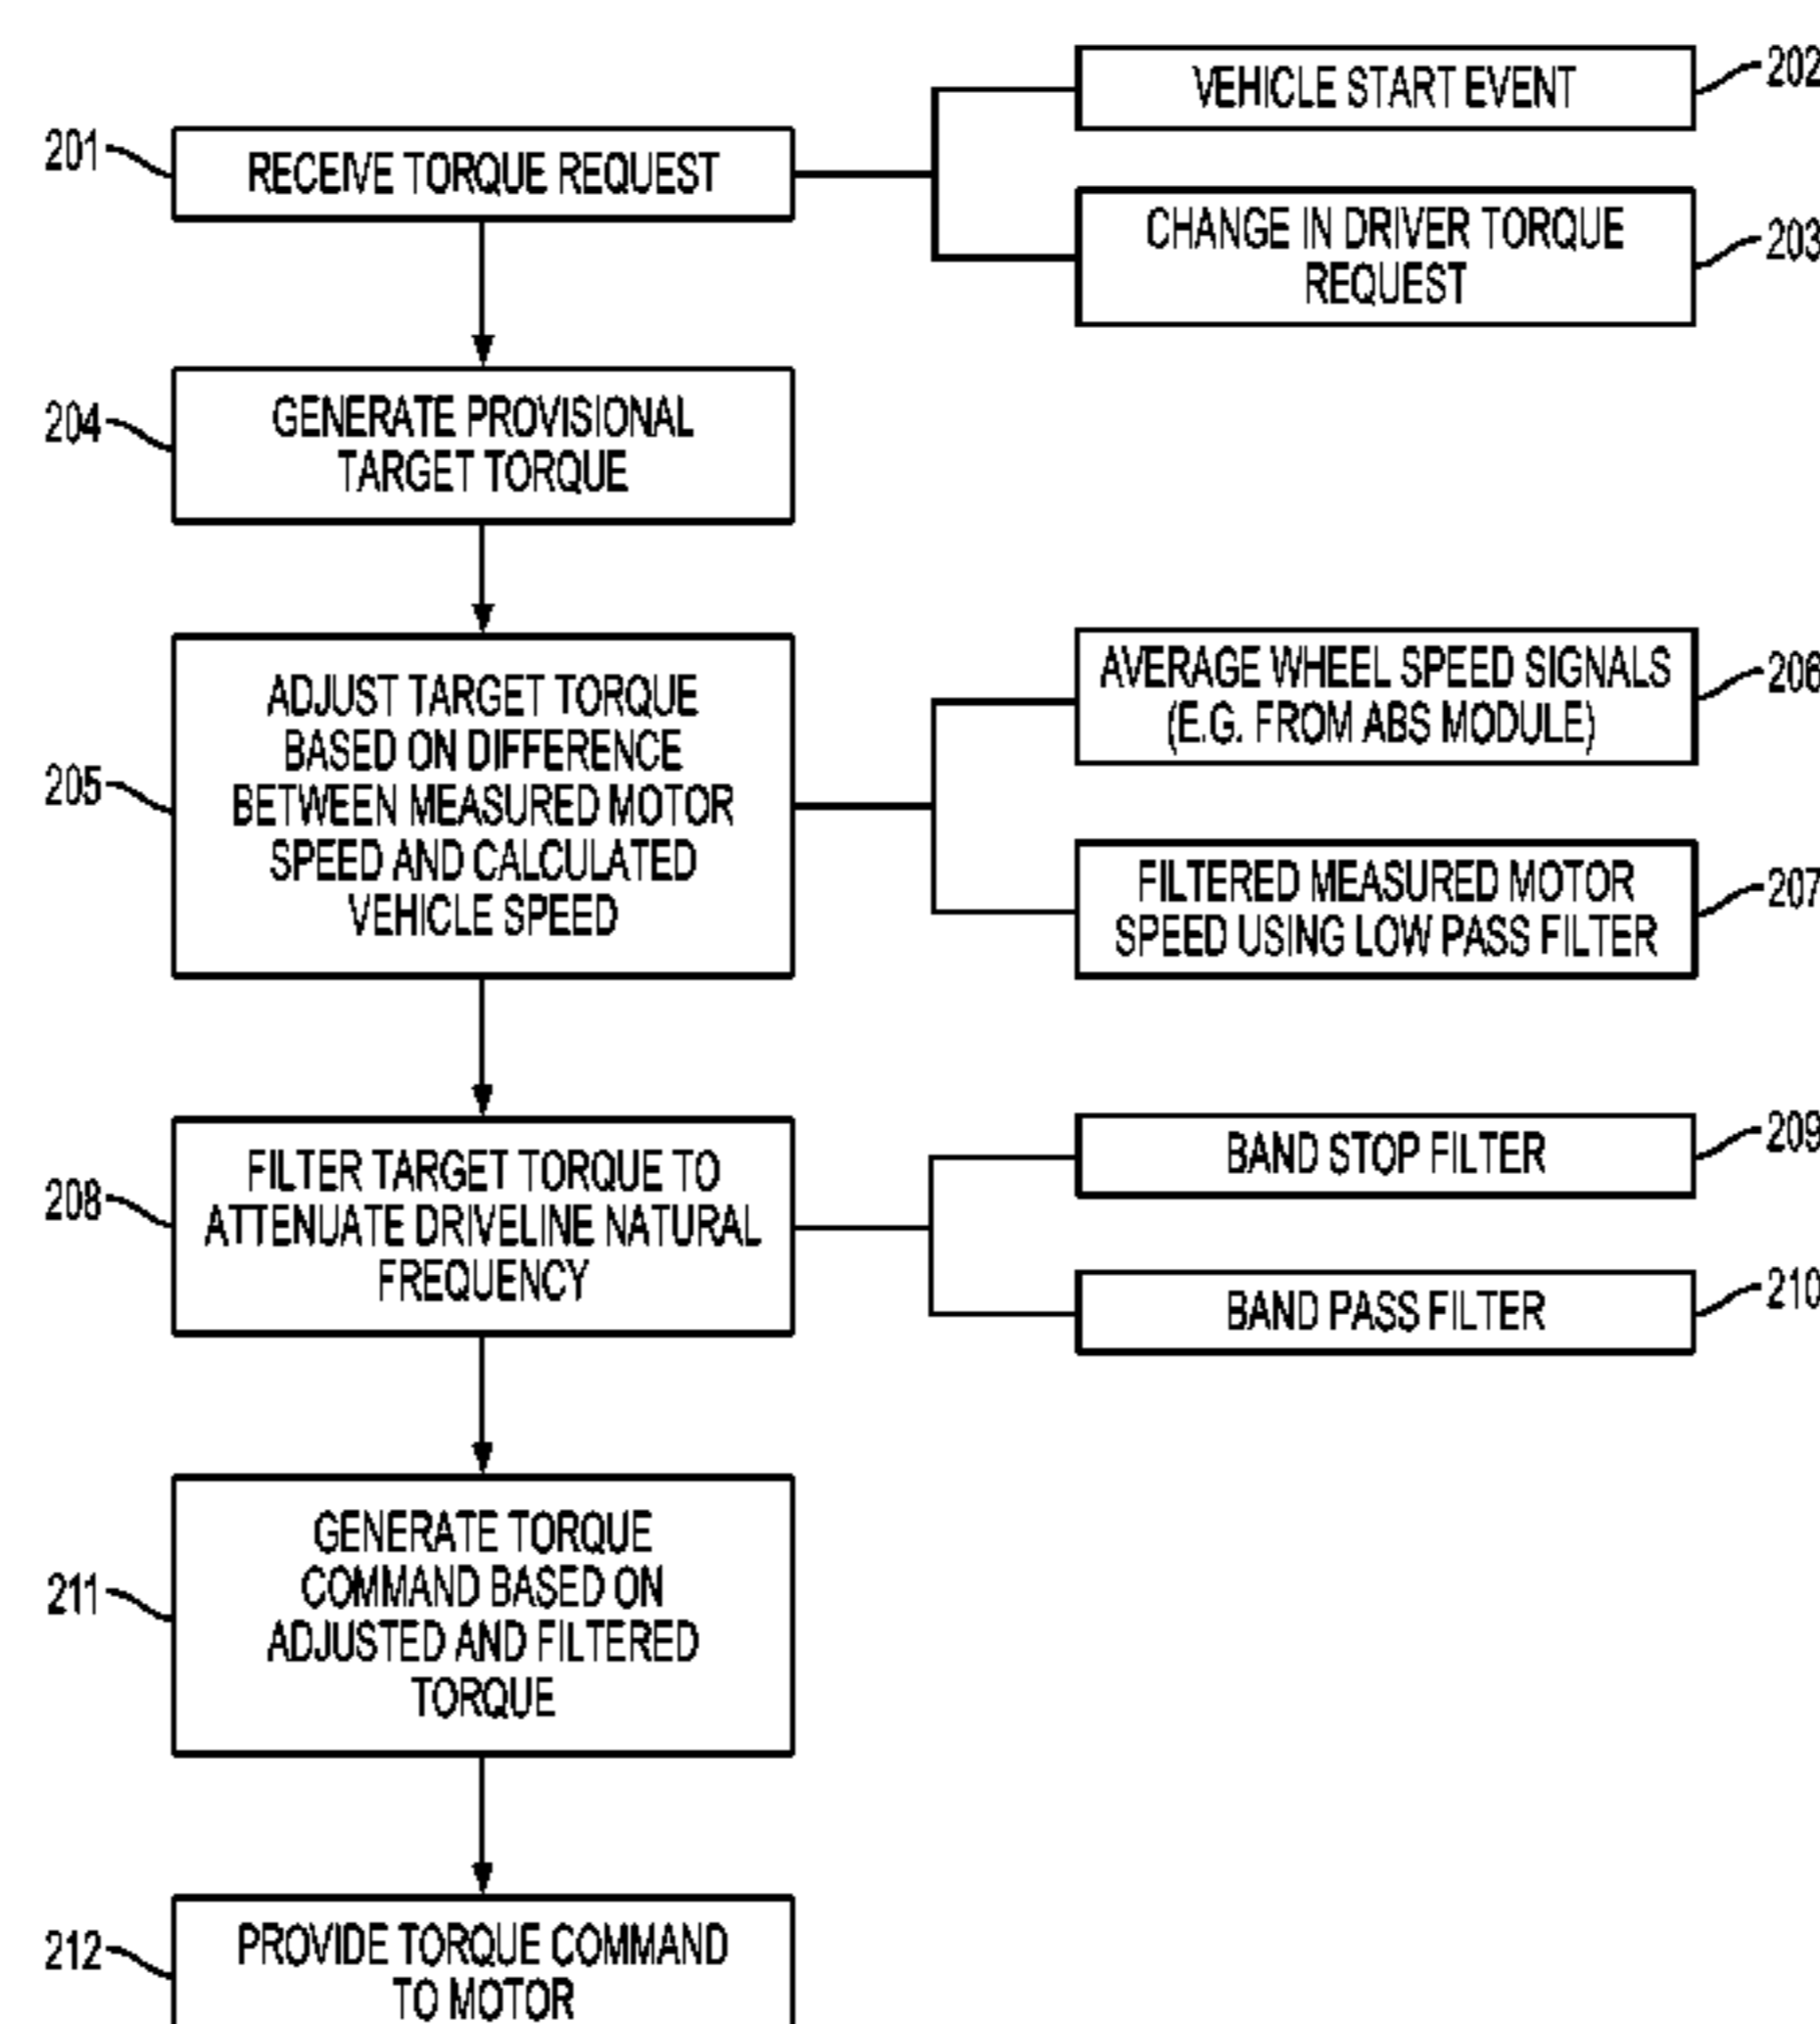 202
VEHICLE START EVENT
201
RECEIVE TORQUE REQUEST
203
CHANGE IN DRIVER TORQUE
REQUEST
204
GENERATE PROVISIONAL
TARGET TORQUE
205
ADJUST TARGET TORQUE
BASED ON DIFFERENCE
BETWEEN MEASURED MOTOR
SPEED AND CALCULATED
VEHICLE SPEED
206
AVERAGE WHEEL SPEED SIGNALS
(E.G. FROM ABS MODULE)
207
FILTERED MEASURED MOTOR
SPEED USING LOW PASS FILTER
208
FILTER TARGET TORQUE TO
ATTENUATE DRIVELINE NATURAL
FREQUENCY
209
BAND STOP FILTER
210
BAND PASS FILTER
211
GENERATE TORQUE
COMMAND BASED ON
ADJUSTED AND FILTERED
TORQUE
212
PROVIDE TORQUE COMMAND
TO MOTOR